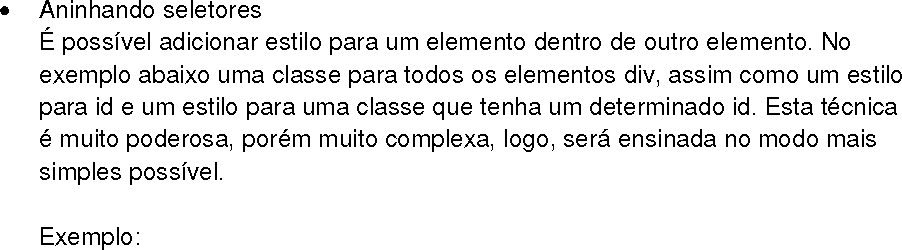 • Aninhando seletores
É possível adicionar estilo para um elemento dentro de outro elemento. No
exemplo abaixo uma classe para todos os elementos div, assim como um estilo
para id e um estilo para uma classe que tenha um determinado id. Esta técnica
é muito poderosa, porém muito complexa, logo, será ensinada no modo mais
simples possível.
Exemplo: